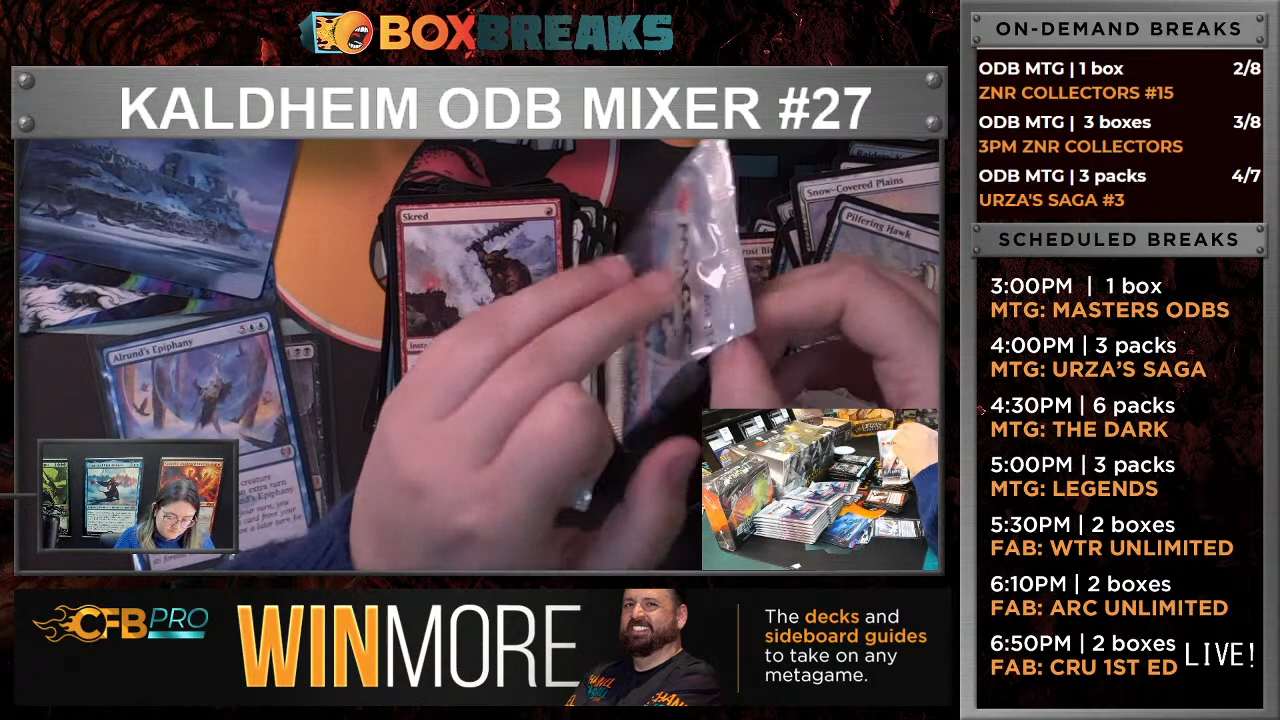 BOXBREAKS
KALDHEIM ODB MIXER #27
Skred
Snow-Covered Plains
Pilfering Hawk
Alrund's Epiphany
5
creature
extra turn
LIVE!
CFBPRO
WINMORE
The decks and
sideboard guides
to take on any
metagame.
ON-DEMAND BREAKS
ODB MTG | 1 box 2/8
ZNR COLLECTORS #15
ODB MTG | 3 boxes 3/8
3PM ZNR COLLECTORS
ODB MTG | 3 packs 4/7
URZA'S SAGA #3
SCHEDULED BREAKS
3:00PM | 1 box
MTG: MASTERS ODBS
4:00PM | 3 packs
MTG: URZA'S SAGA
4:30PM | 6 packs
MTG: THE DARK
5:00PM | 3 packs
MTG: LEGENDS
5:30PM | 2 boxes
FAB: WTR UNLIMITED
6:10PM | 2 boxes
FAB: ARC UNLIMITED
6:50PM | 2 boxes
FAB: CRU 1ST ED